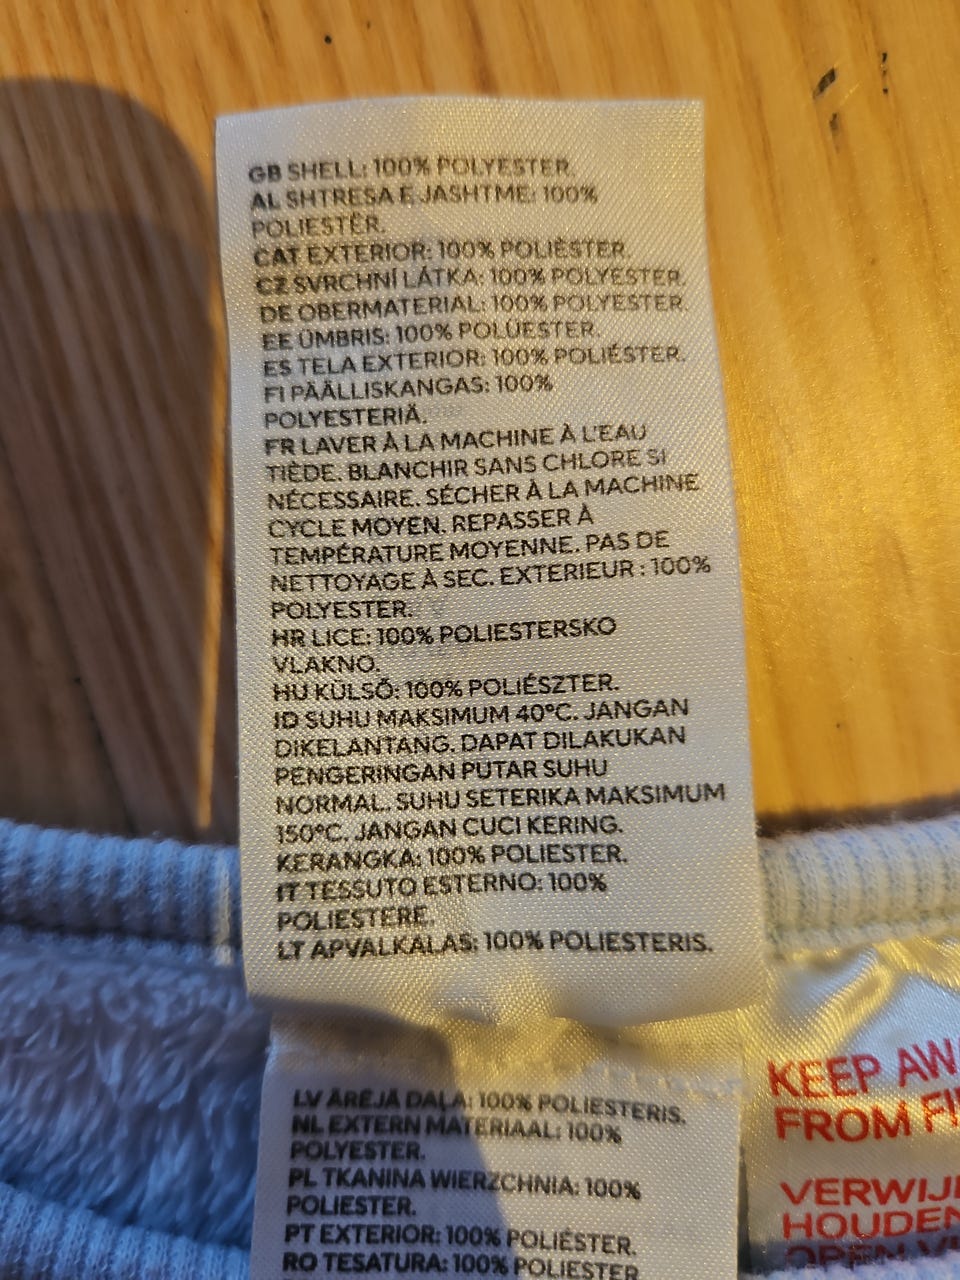 GB SHELL: 100% POLYESTER.
AL SHTRESA E JASHTME: 100%
POLIESTËR.
CAT EXTERIOR: 100% POLIÈSTER.
CZ SVRCHNÍ LÁTKA: 100% POLYESTER.
DE OBERMATERIAL: 100% POLYESTER.
EE ÜMBRIS: 100% POLÜESTER.
ES TELA EXTERIOR: 100% POLIÉSTER.
FI PÄÄLLISKANGAS: 100%
POLYESTERIÄ.
FR LAVER À LA MACHINE À L'EAU
TIÈDE. BLANCHIR SANS CHLORE SI
NÉCESSAIRE. SÉCHER À LA MACHINE
CYCLE MOYEN. REPASSER À
TEMPÉRATURE MOYENNE. PAS DE
NETTOYAGE À SEC. EXTERIEUR : 100%
POLYESTER.
HR LICE: 100% POLIESTERSKO
VLAKNO.
HU KÜLSŐ: 100% POLIÉSZTER.
ID SUHU MAKSIMUM 40°C. JANGAN
DIKELANTANG. DAPAT DILAKUKAN
PENGERINGAN PUTAR SUHU
NORMAL. SUHU SETERIKA MAKSIMUM
150°C. JANGAN CUCI KERING.
KERANGKA: 100% POLIESTER.
IT TESSUTO ESTERNO: 100%
POLIESTERE.
LT APVALKALAS: 100% POLIESTERIS.
LV ĀRĒJĀ DAĻA: 100% POLIESTERIS.
NL EXTERN MATERIAAL: 100%
POLYESTER.
PL TKANINA WIERZCHNIA: 100%
POLIESTER.
PT EXTERIOR: 100% POLIÉSTER.
RO TESATURA: 100% POLIESTER
KEEP
FROM
HOUDEN
OPEN